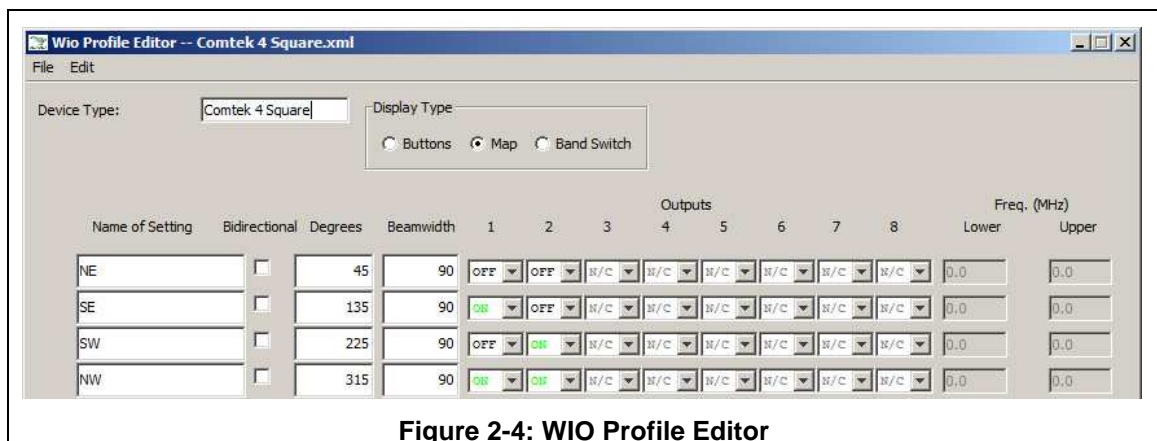 Wio Profile Editor -- Comtek 4 Square.xml
File Edit
Device Type: Comtek 4 Square
Display Type
Buttons Map Band Switch
Outputs Freq. (MHz)
Name of Setting Bidirectional Degrees Beamwidth 1 2 3 4 5 6 7 8 Lower Upper
NE 45 90 OFF OFF N/C N/C N/C N/C N/C N/C 0.0 0.0
SE 135 90 ON OFF N/C N/C N/C N/C N/C N/C 0.0 0.0
SW 225 90 OFF ON N/C N/C N/C N/C N/C N/C 0.0 0.0
NW 315 90 ON ON N/C N/C N/C N/C N/C N/C 0.0 0.0
Figure 2-4: WIO Profile Editor